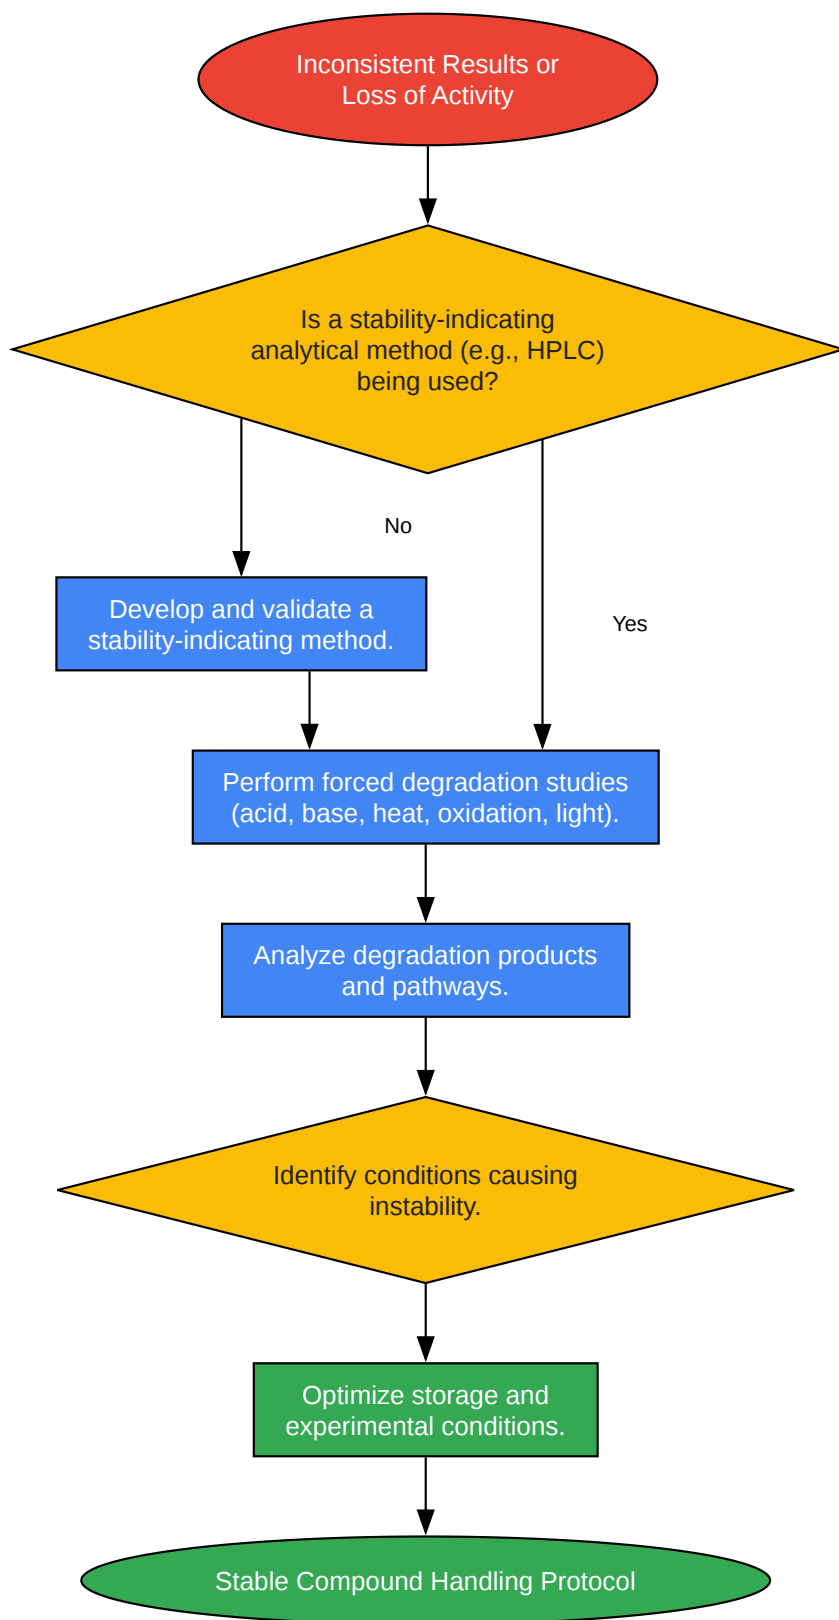 Inconsistent Results or
Loss of Activity
Is a stability-indicating
analytical method (e.g., HPLC)
being used?
No
Develop and validate a
stability-indicating method.
Yes
Perform forced degradation studies
(acid, base, heat, oxidation, light).
Analyze degradation products
and pathways.
Identify conditions causing
instability.
Optimize storage and
experimental conditions.
Stable Compound Handling Protocol